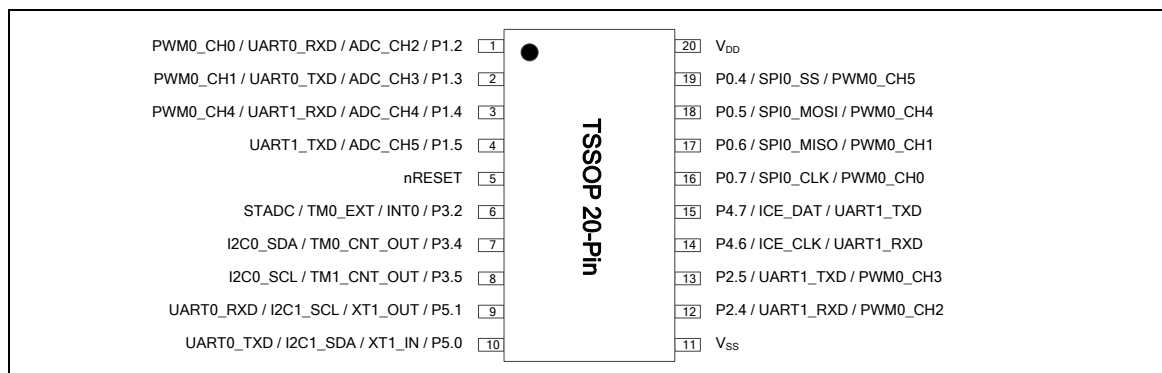 PWM0_CH0 / UART0_RXD / ADC_CH2 / P1.2 1
PWM0_CH1 / UART0_TXD / ADC_CH3 / P1.3 2
PWM0_CH4 / UART1_RXD / ADC_CH4 / P1.4 3
UART1_TXD / ADC_CH5 / P1.5 4
nRESET 5
STADC / TM0_EXT / INT0 / P3.2 6
I2C0_SDA / TM0_CNT_OUT / P3.4 7
I2C0_SCL / TM1_CNT_OUT / P3.5 8
UART0_RXD / I2C1_SCL / XT1_OUT / P5.1 9
UART0_TXD / I2C1_SDA / XT1_IN / P5.0 10
TSSOP 20-Pin
20 VDD
19 P0.4 / SPI0_SS / PWM0_CH5
18 P0.5 / SPI0_MOSI / PWM0_CH4
17 P0.6 / SPI0_MISO / PWM0_CH1
16 P0.7 / SPI0_CLK / PWM0_CH0
15 P4.7 / ICE_DAT / UART1_TXD
14 P4.6 / ICE_CLK / UART1_RXD
13 P2.5 / UART1_TXD / PWM0_CH3
12 P2.4 / UART1_RXD / PWM0_CH2
11 VSS